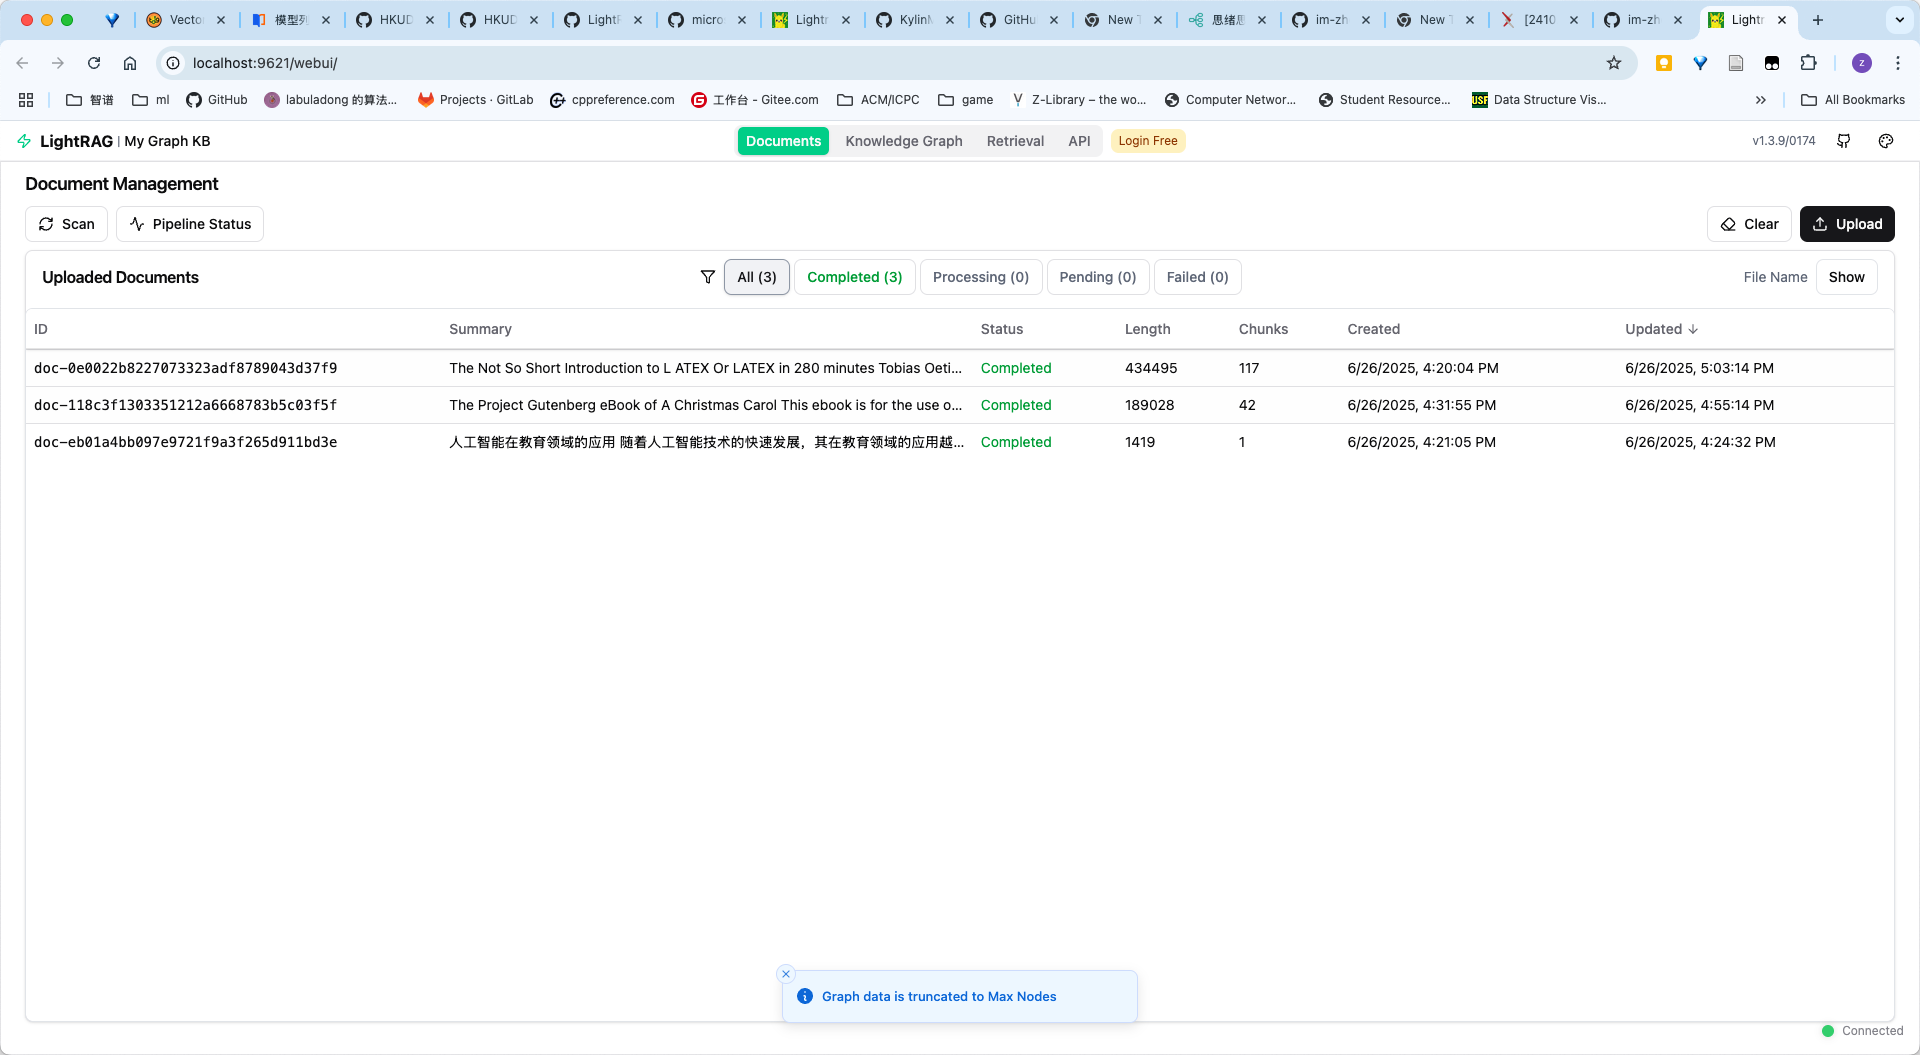 Vecto
模型列
HKUD
HKUD
LightR
micro
Lightr
KylinM
GitHu
New T
思绪思
im-zh
New T
[2410
im-zh
Lightr
localhost:9621/webui/
z
智谱
ml
GitHub
labuladong 的算法...
Projects · GitLab
cppreference.com
工作台 - Gitee.com
ACM/ICPC
game
Z-Library – the wo...
Computer Networ...
Student Resource...
USF Data Structure Vis...
All Bookmarks
LightRAG | My Graph KB
Documents
Knowledge Graph
Retrieval
API
Login Free
v1.3.9/0174
Document Management
Scan
Pipeline Status
Clear
Upload
Uploaded Documents
All (3)
Completed (3)
Processing (0)
Pending (0)
Failed (0)
File Name
Show
ID Summary Status Length Chunks Created Updated
doc-0e0022b8227073323adf8789043d37f9 The Not So Short Introduction to L ATEX Or LATEX in 280 minutes Tobias Oeti... Completed 434495 117 6/26/2025, 4:20:04 PM 6/26/2025, 5:03:14 PM
doc-118c3f1303351212a6668783b5c03f5f The Project Gutenberg eBook of A Christmas Carol This ebook is for the use o... Completed 189028 42 6/26/2025, 4:31:55 PM 6/26/2025, 4:55:14 PM
doc-eb01a4bb097e9721f9a3f265d911bd3e 人工智能在教育领域的应用 随着人工智能技术的快速发展，其在教育领域的应用越... Completed 1419 1 6/26/2025, 4:21:05 PM 6/26/2025, 4:24:32 PM
Graph data is truncated to Max Nodes
Connected